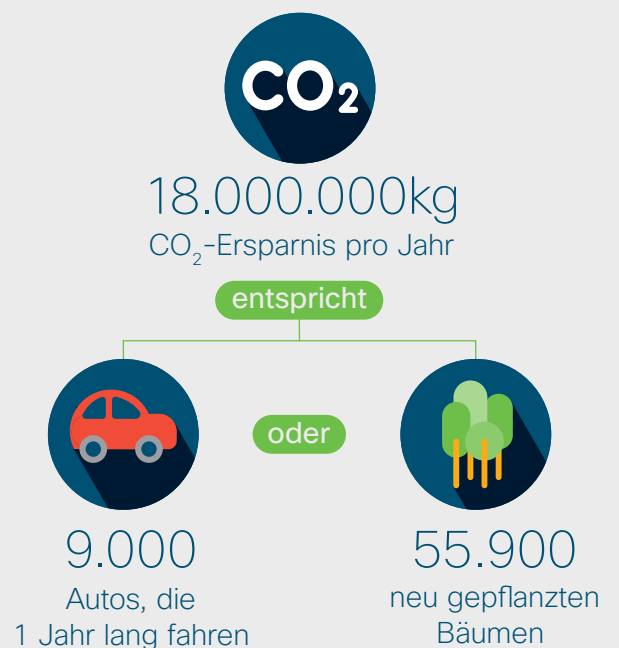 CO₂
18.000.000kg
CO₂-Ersparnis pro Jahr
entspricht
oder
9.000
Autos, die
1 Jahr lang fahren
55.900
neu gepflanzten
Bäumen